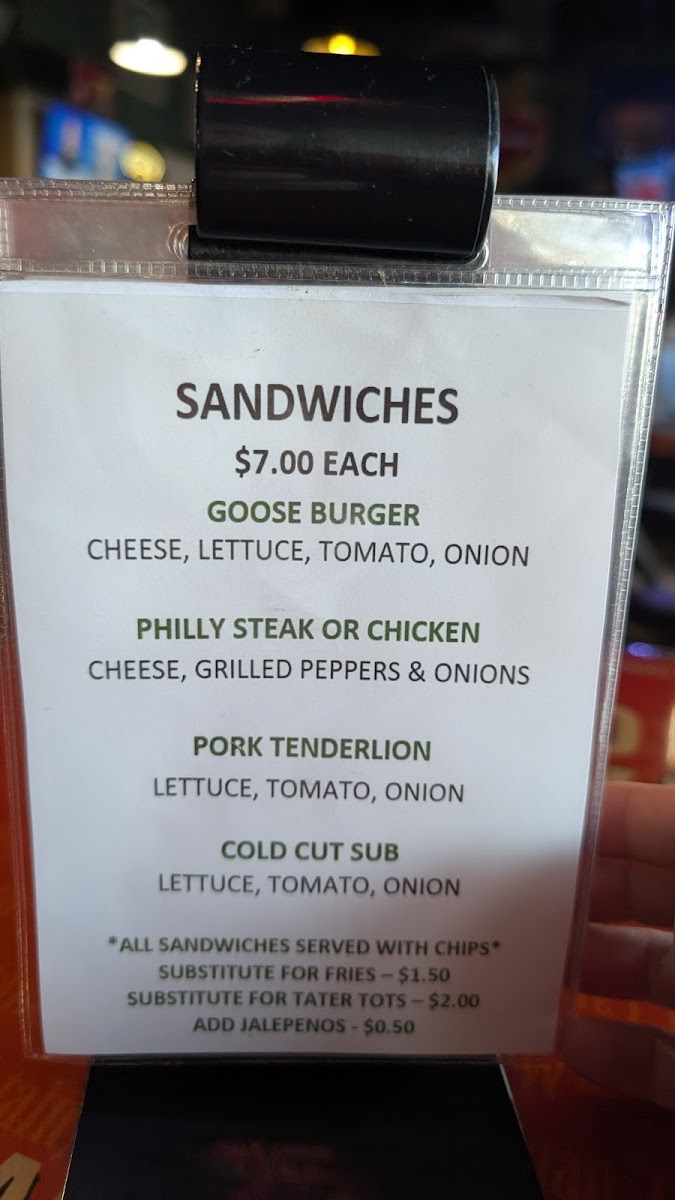 SANDWICHES
$7.00 EACH
GOOSE BURGER
CHEESE, LETTUCE, TOMATO, ONION
PHILLY STEAK OR CHICKEN
CHEESE, GRILLED PEPPERS & ONIONS
PORK TENDERLION
LETTUCE, TOMATO, ONION
COLD CUT SUB
LETTUCE, TOMATO, ONION
*ALL SANDWICHES SERVED WITH CHIPS*
SUBSTITUTE FOR FRIES – $1.50
SUBSTITUTE FOR TATER TOTS – $2.00
ADD JALEPENOS - $0.50